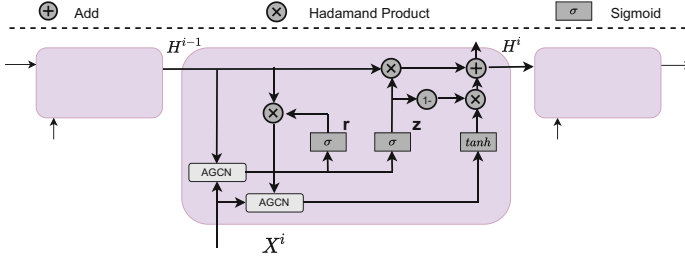 Add
Hadamand Product
σ Sigmoid
H^{i-1}
H^i
1-
r
z
σ
σ
tanh
AGCN
AGCN
X^i